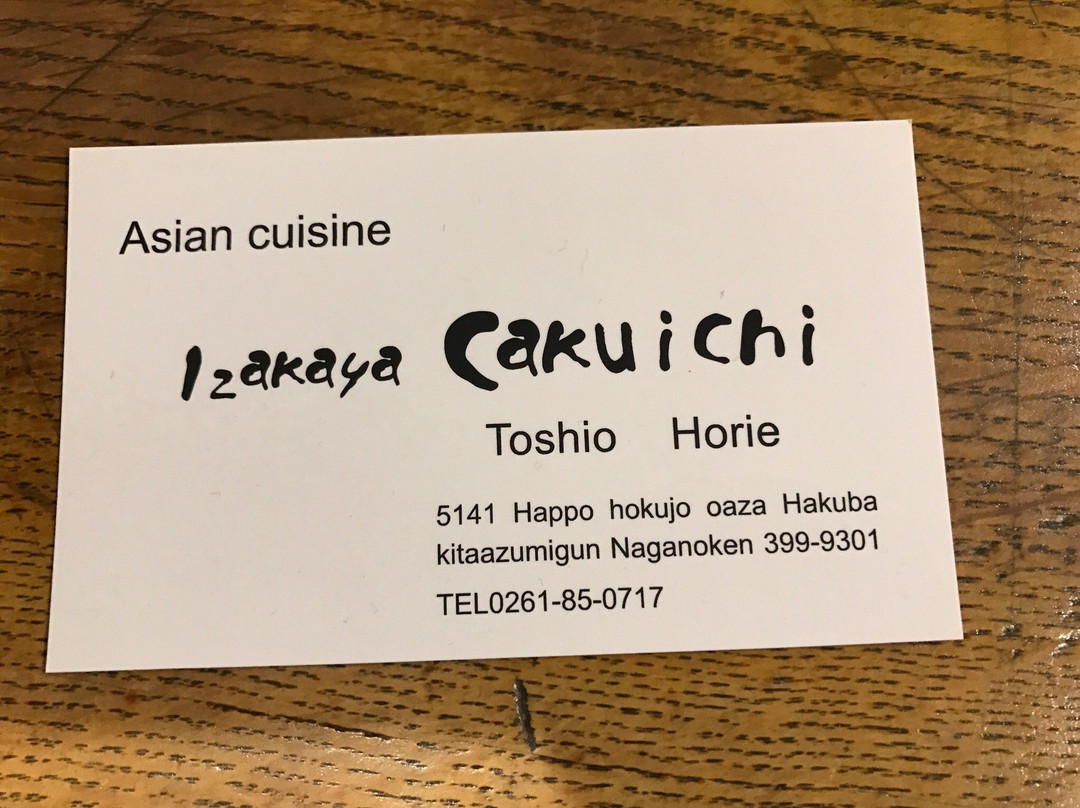 Asian cuisine
Izakaya Cakuichi
Toshio Horie
5141 Happo hokujo oaza Hakuba
kitaazumigun Naganoken 399-9301
TEL0261-85-0717